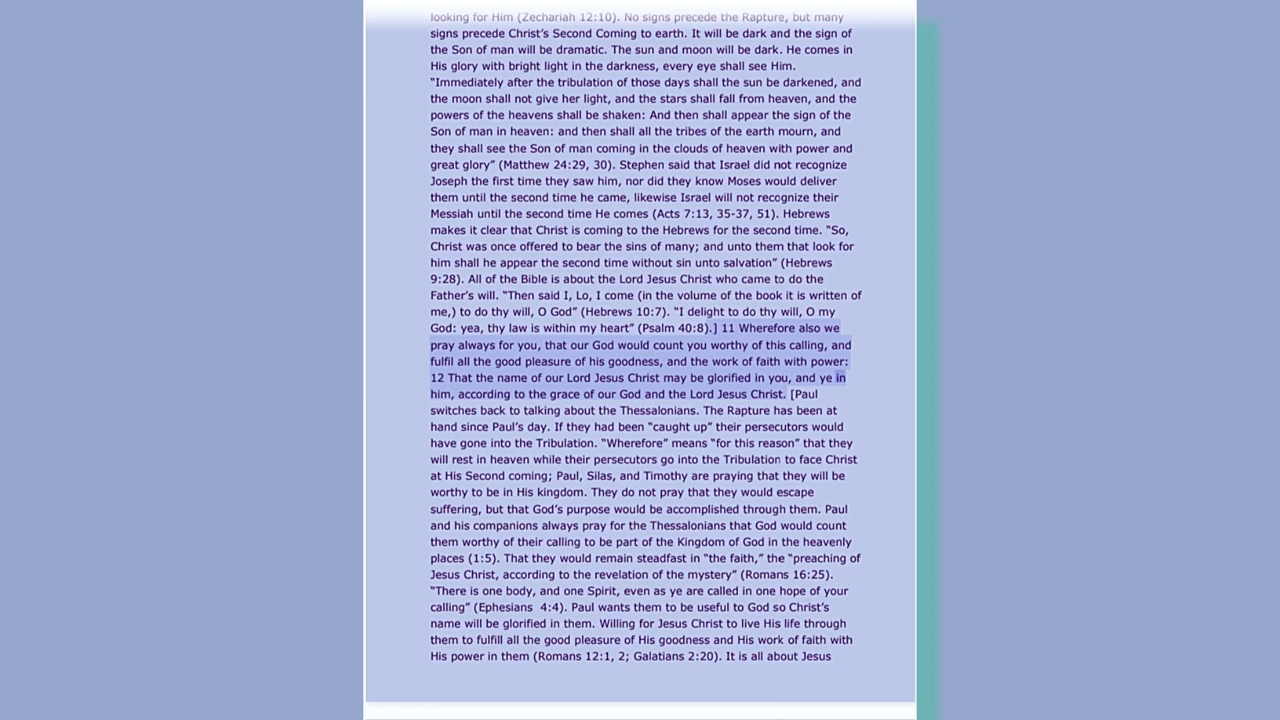 looking for Him (Zechariah 12:10). No signs precede the Rapture, but many
signs precede Christ’s Second Coming to earth. It will be dark and the sign of
the Son of man will be dramatic. The sun and moon will be dark. He comes in
His glory with bright light in the darkness, every eye shall see Him.
“Immediately after the tribulation of those days shall the sun be darkened, and
the moon shall not give her light, and the stars shall fall from heaven, and the
powers of the heavens shall be shaken: And then shall appear the sign of the
Son of man in heaven: and then shall all the tribes of the earth mourn, and
they shall see the Son of man coming in the clouds of heaven with power and
great glory” (Matthew 24:29, 30). Stephen said that Israel did not recognize
Joseph the first time they saw him, nor did they know Moses would deliver
them until the second time he came, likewise Israel will not recognize their
Messiah until the second time He comes (Acts 7:13, 35-37, 51). Hebrews
makes it clear that Christ is coming to the Hebrews for the second time. “So,
Christ was once offered to bear the sins of many; and unto them that look for
him shall he appear the second time without sin unto salvation” (Hebrews
9:28). All of the Bible is about the Lord Jesus Christ who came to do the
Father’s will. “Then said I, Lo, I come (in the volume of the book it is written of
me,) to do thy will, O God” (Hebrews 10:7). “I delight to do thy will, O my
God: yea, thy law is within my heart” (Psalm 40:8).] 11 Wherefore also we
pray always for you, that our God would count you worthy of this calling, and
fulfil all the good pleasure of his goodness, and the work of faith with power:
12 That the name of our Lord Jesus Christ may be glorified in you, and ye in
him, according to the grace of our God and the Lord Jesus Christ. [Paul
switches back to talking about the Thessalonians. The Rapture has been at
hand since Paul’s day. If they had been “caught up” their persecutors would
have gone into the Tribulation. “Wherefore” means “for this reason” that they
will rest in heaven while their persecutors go into the Tribulation to face Christ
at His Second coming; Paul, Silas, and Timothy are praying that they will be
worthy to be in His kingdom. They do not pray that they would escape
suffering, but that God’s purpose would be accomplished through them. Paul
and his companions always pray for the Thessalonians that God would count
them worthy of their calling to be part of the Kingdom of God in the heavenly
places (1:5). That they would remain steadfast in “the faith,” the “preaching of
Jesus Christ, according to the revelation of the mystery” (Romans 16:25).
“There is one body, and one Spirit, even as ye are called in one hope of your
calling” (Ephesians  4:4). Paul wants them to be useful to God so Christ’s
name will be glorified in them. Willing for Jesus Christ to live His life through
them to fulfill all the good pleasure of His goodness and His work of faith with
His power in them (Romans 12:1, 2; Galatians 2:20). It is all about Jesus